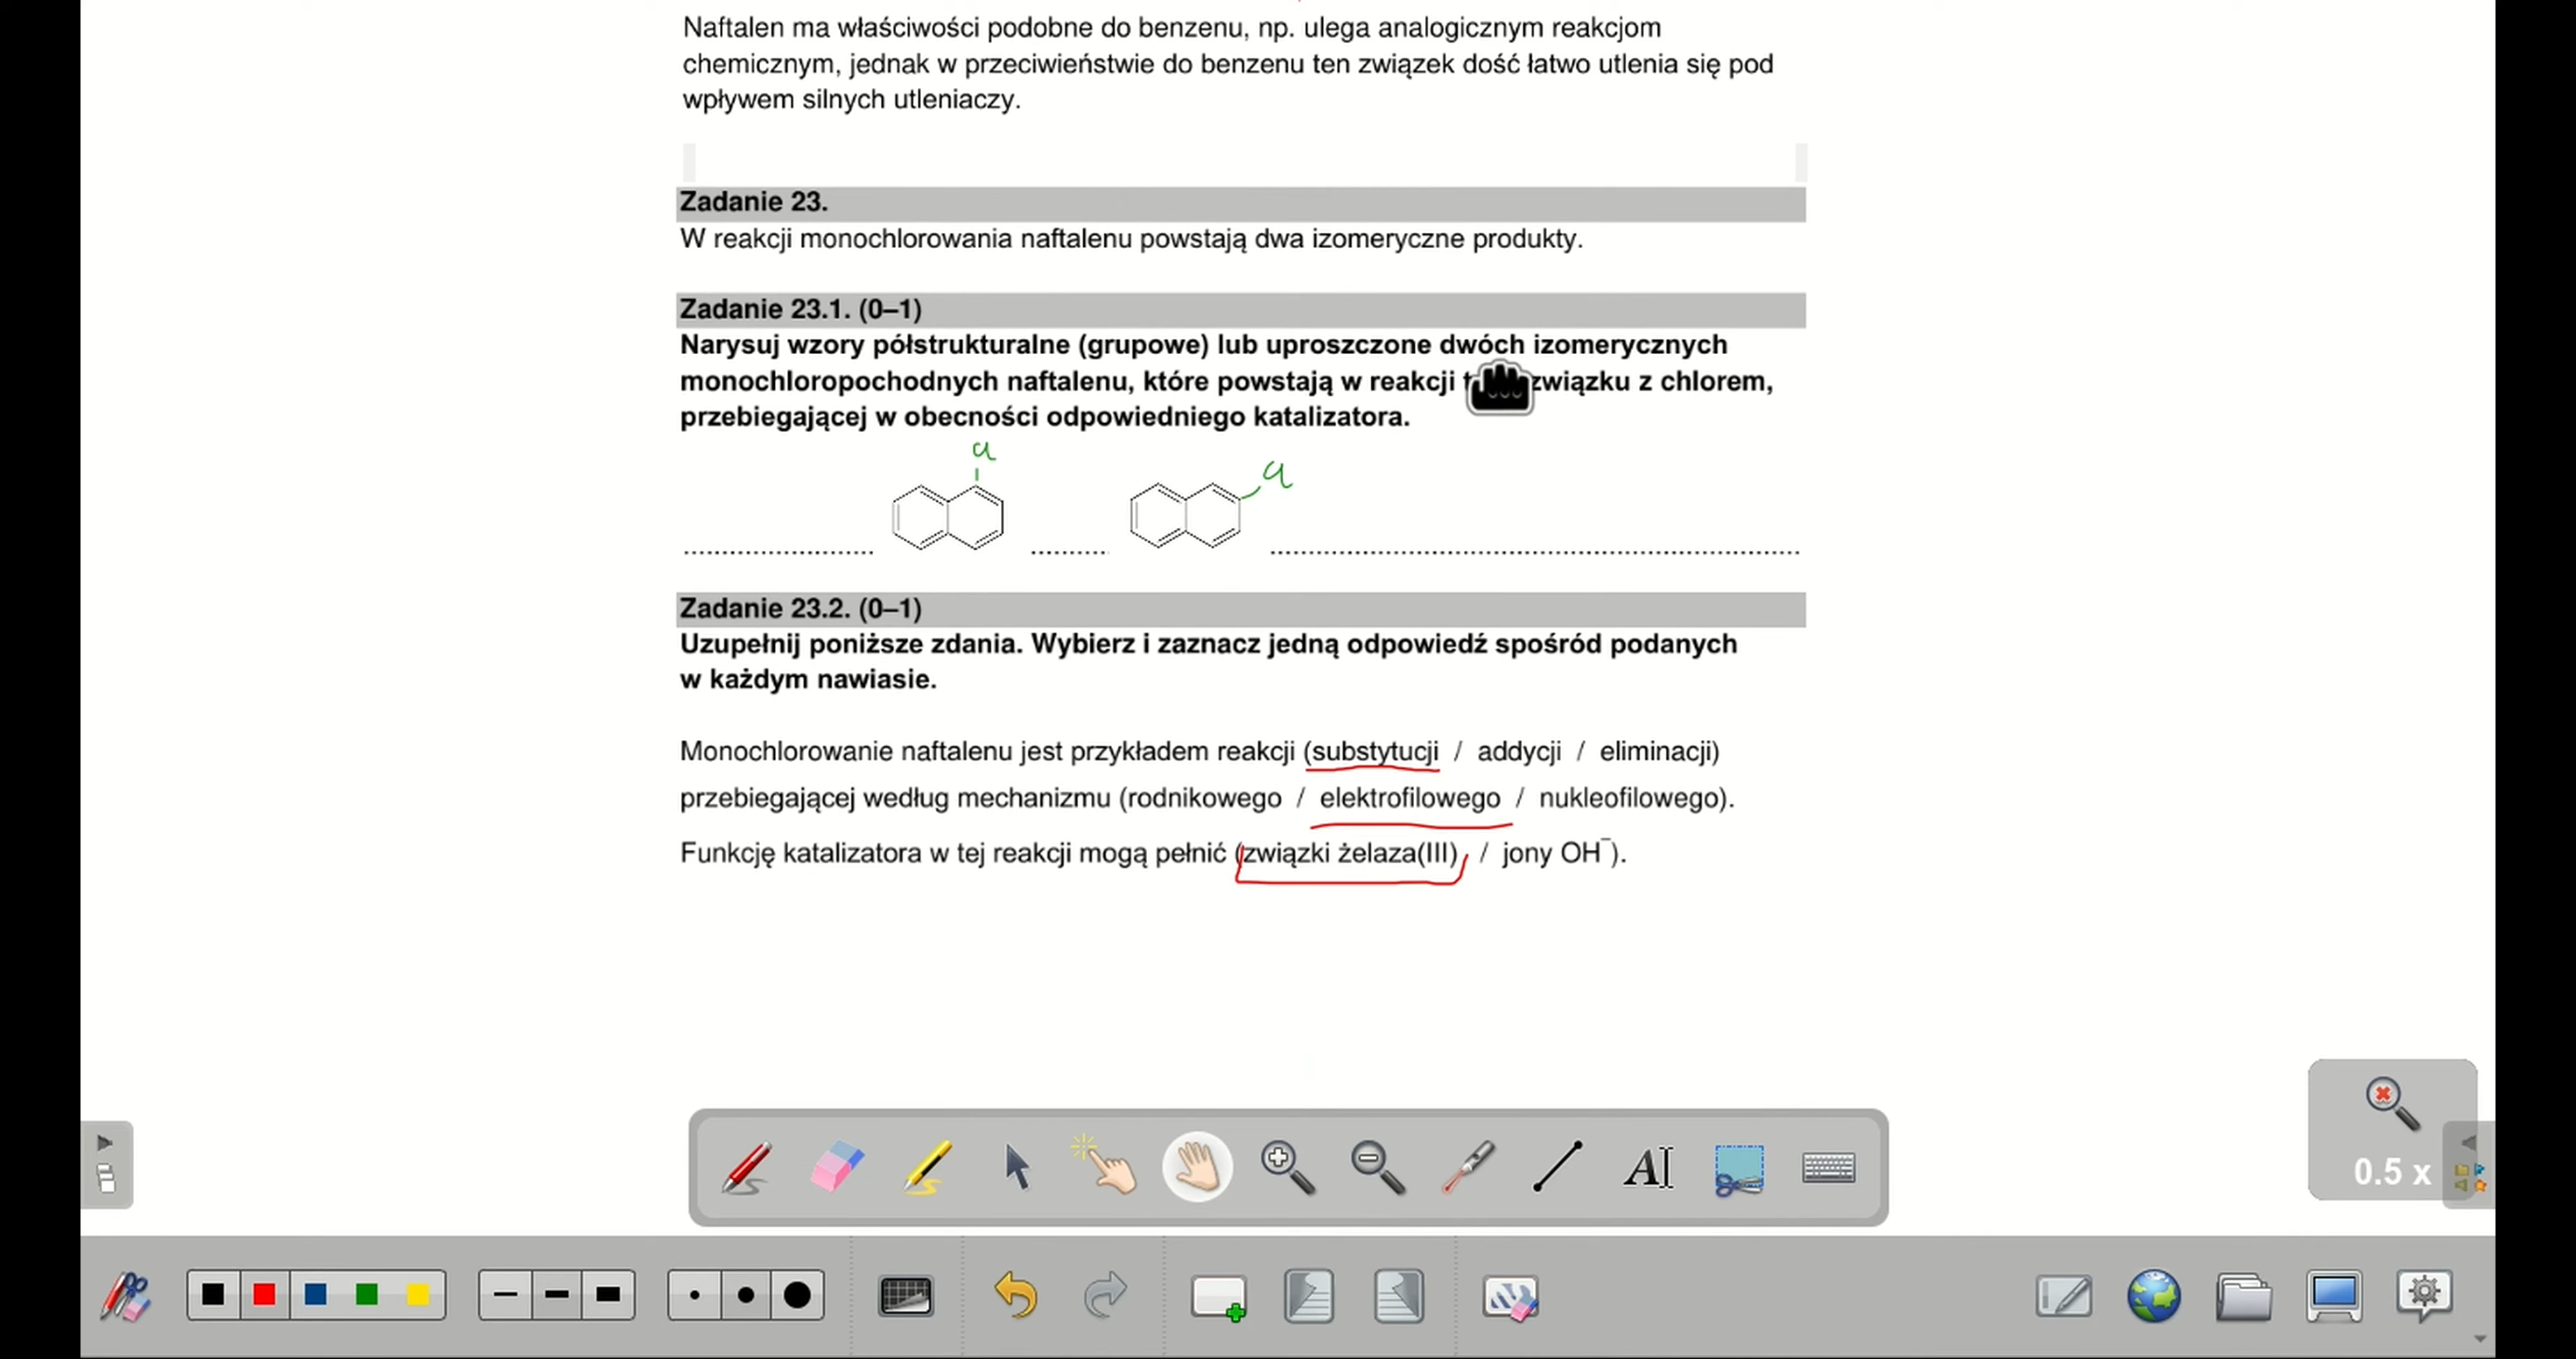 Naftalen ma właściwości podobne do benzenu, np. ulega analogicznym reakcjom
chemicznym, jednak w przeciwieństwie do benzenu ten związek dość łatwo utlenia się pod
wpływem silnych utleniaczy.
Zadanie 23.
W reakcji monochlorowania naftalenu powstają dwa izomeryczne produkty.
Zadanie 23.1. (0–1)
Narysuj wzory półstrukturalne (grupowe) lub uproszczone dwóch izomerycznych
monochloropochodnych naftalenu, które powstają w reakcji związku z chlorem,
przebiegającej w obecności odpowiedniego katalizatora.
Cl
Cl
Zadanie 23.2. (0–1)
Uzupełnij poniższe zdania. Wybierz i zaznacz jedną odpowiedź spośród podanych
w każdym nawiasie.
Monochlorowanie naftalenu jest przykładem reakcji (substytucji / addycji / eliminacji)
przebiegającej według mechanizmu (rodnikowego / elektrofilowego / nukleofilowego).
Funkcję katalizatora w tej reakcji mogą pełnić (związki żelaza(III) / jony OH⁻).
AI
0.5 x